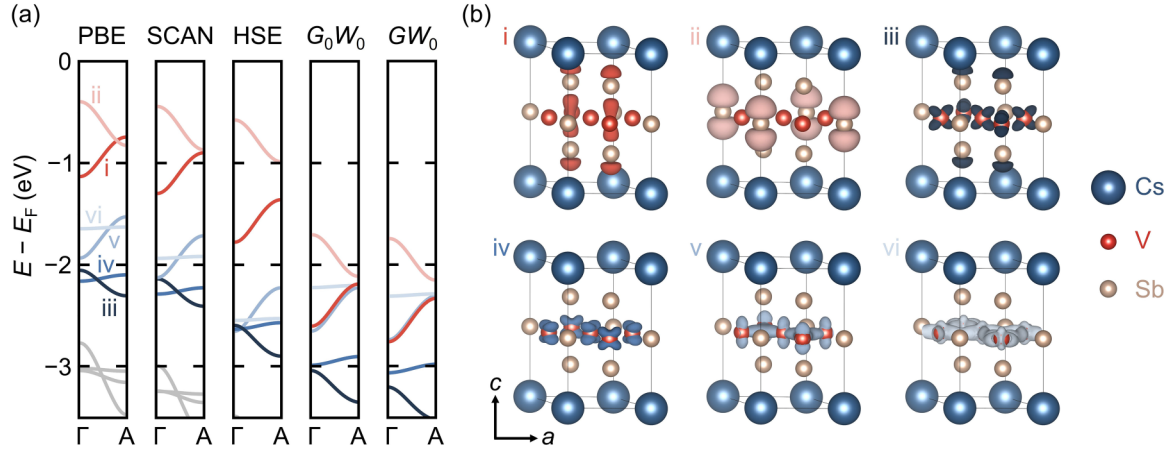 (a)
PBE SCAN HSE G₀W₀ GW₀
E − E_F (eV)
0
−1
−2
−3
ii
i
vi
v
iv
iii
Γ A Γ A Γ A Γ A Γ A
(b)
i ii iii
iv v vi
Cs
V
Sb
c
a